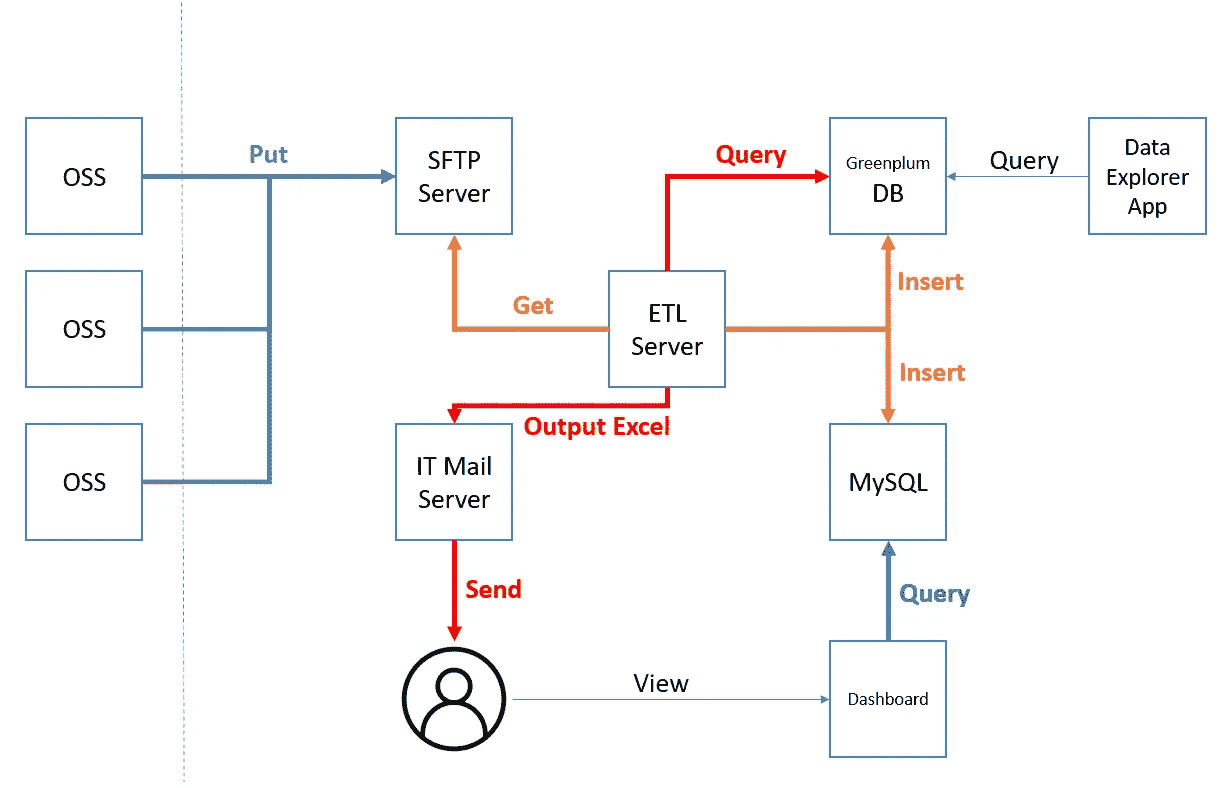 OSS
Put
SFTP
Server
Query
Greenplum
DB
Query
Data
Explorer
App
OSS
Get
ETL
Server
Insert
Insert
Output Excel
OSS
IT Mail
Server
MySQL
Send
Query
View
Dashboard